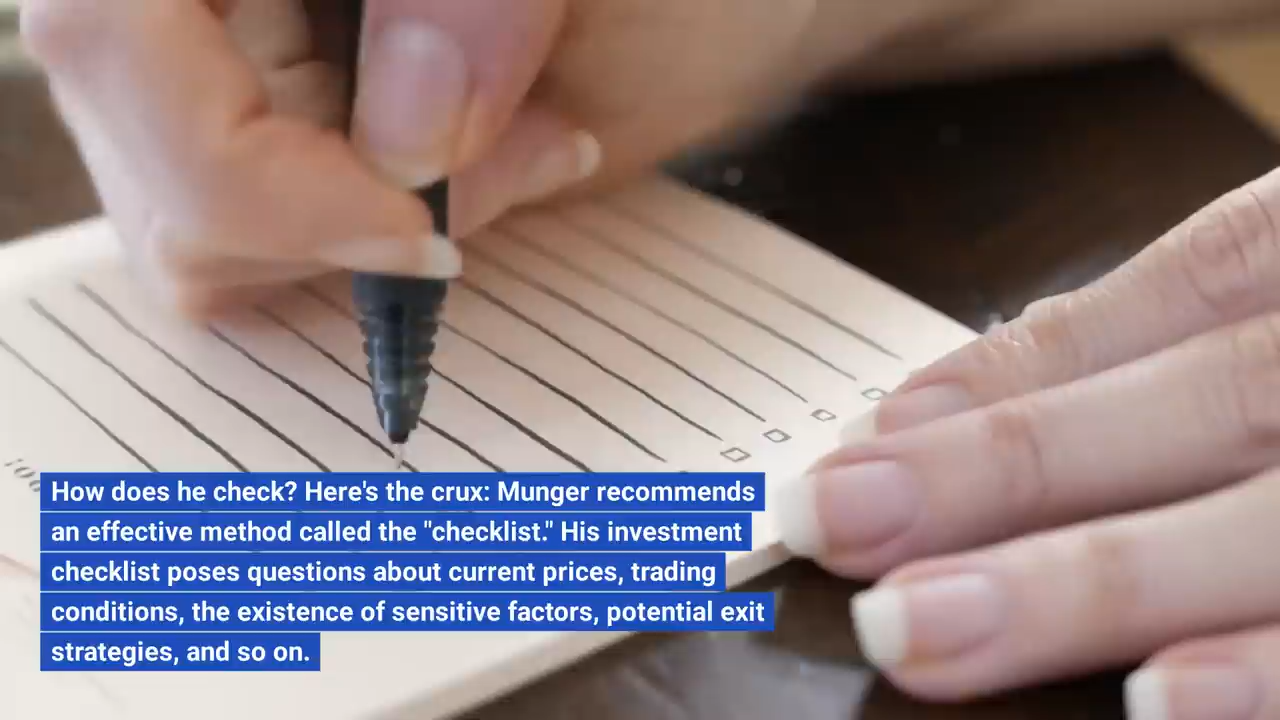 How does he check? Here's the crux: Munger recommends
an effective method called the "checklist." His investment
checklist poses questions about current prices, trading
conditions, the existence of sensitive factors, potential exit
strategies, and so on.